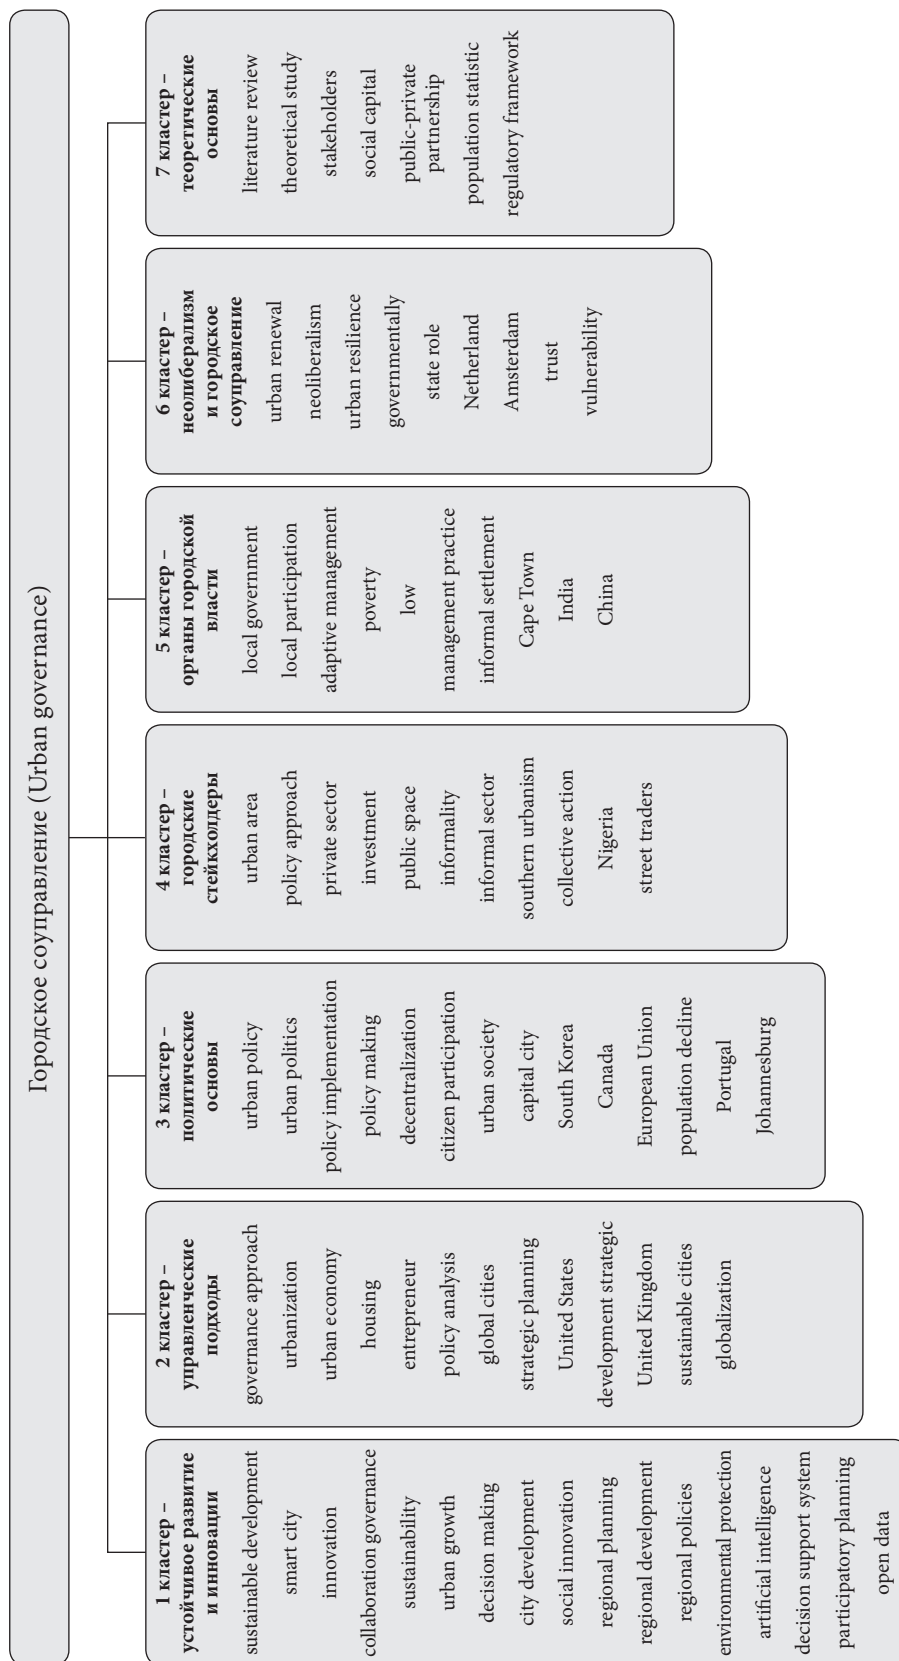 Городское соуправление (Urban governance)
1 кластер –
устойчивое развитие
и инновации
sustainable development
smart city
innovation
collaboration governance
sustainability
urban growth
decision making
city development
social innovation
regional planning
regional development
regional policies
environmental protection
artificial intelligence
decision support system
participatory planning
open data
2 кластер –
управленческие
подходы
governance approach
urbanization
urban economy
housing
entrepreneur
policy analysis
global cities
strategic planning
United States
development strategic
United Kingdom
sustainable cities
globalization
3 кластер –
политические
основы
urban policy
urban politics
policy implementation
policy making
decentralization
citizen participation
urban society
capital city
South Korea
Canada
European Union
population decline
Portugal
Johannesburg
4 кластер –
городские
стейкхолдеры
urban area
policy approach
private sector
investment
public space
informality
informal sector
southern urbanism
collective action
Nigeria
street traders
5 кластер –
органы городской
власти
local government
local participation
adaptive management
poverty
low
management practice
informal settlement
Cape Town
India
China
6 кластер –
неолиберализм
и городское
соуправление
urban renewal
neoliberalism
urban resilience
governmentally
state role
Netherland
Amsterdam
trust
vulnerability
7 кластер –
теоретические
основы
literature review
theoretical study
stakeholders
social capital
public-private
partnership
population statistic
regulatory framework